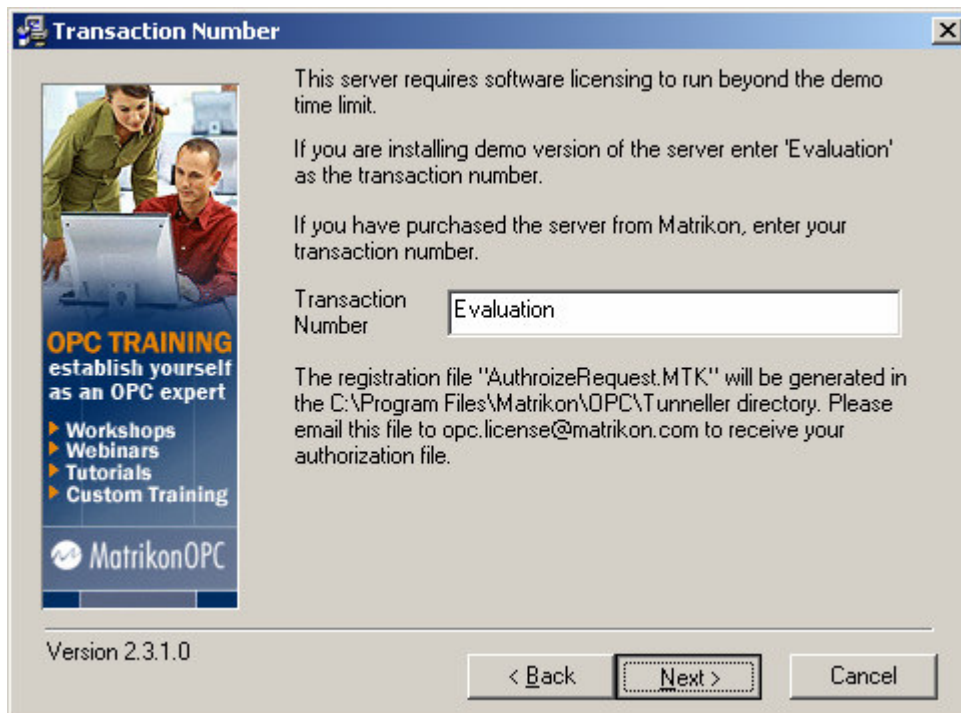 Transaction Number
This server requires software licensing to run beyond the demo
time limit.
If you are installing demo version of the server enter 'Evaluation'
as the transaction number.
If you have purchased the server from Matrikon, enter your
transaction number.
Transaction
Number
Evaluation
The registration file "AuthroizeRequest.MTK" will be generated in
the C:\Program Files\Matrikon\OPC\Tunneller directory. Please
email this file to opc.license@matrikon.com to receive your
authorization file.
OPC TRAINING
establish yourself
as an OPC expert
Workshops
Webinars
Tutorials
Custom Training
MatrikonOPC
Version 2.3.1.0
< Back
Next >
Cancel